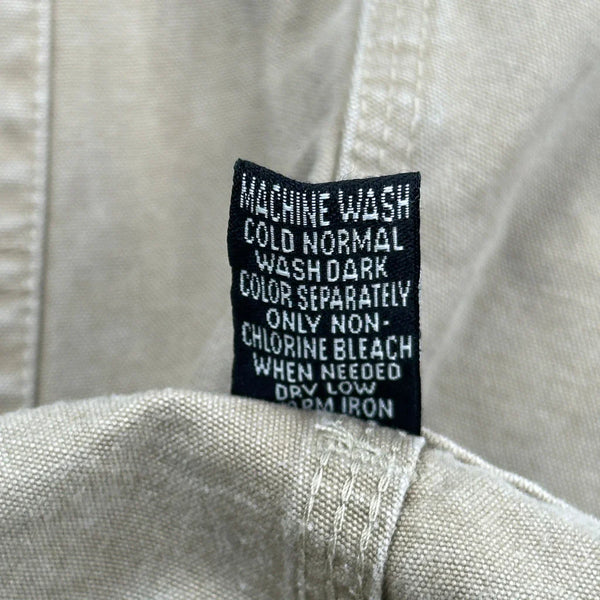 MACHINE WASH
COLD NORMAL
WASH DARK
COLOR SEPARATELY
ONLY NON-
CHLORINE BLEACH
WHEN NEEDED
DRY LOW
IRON